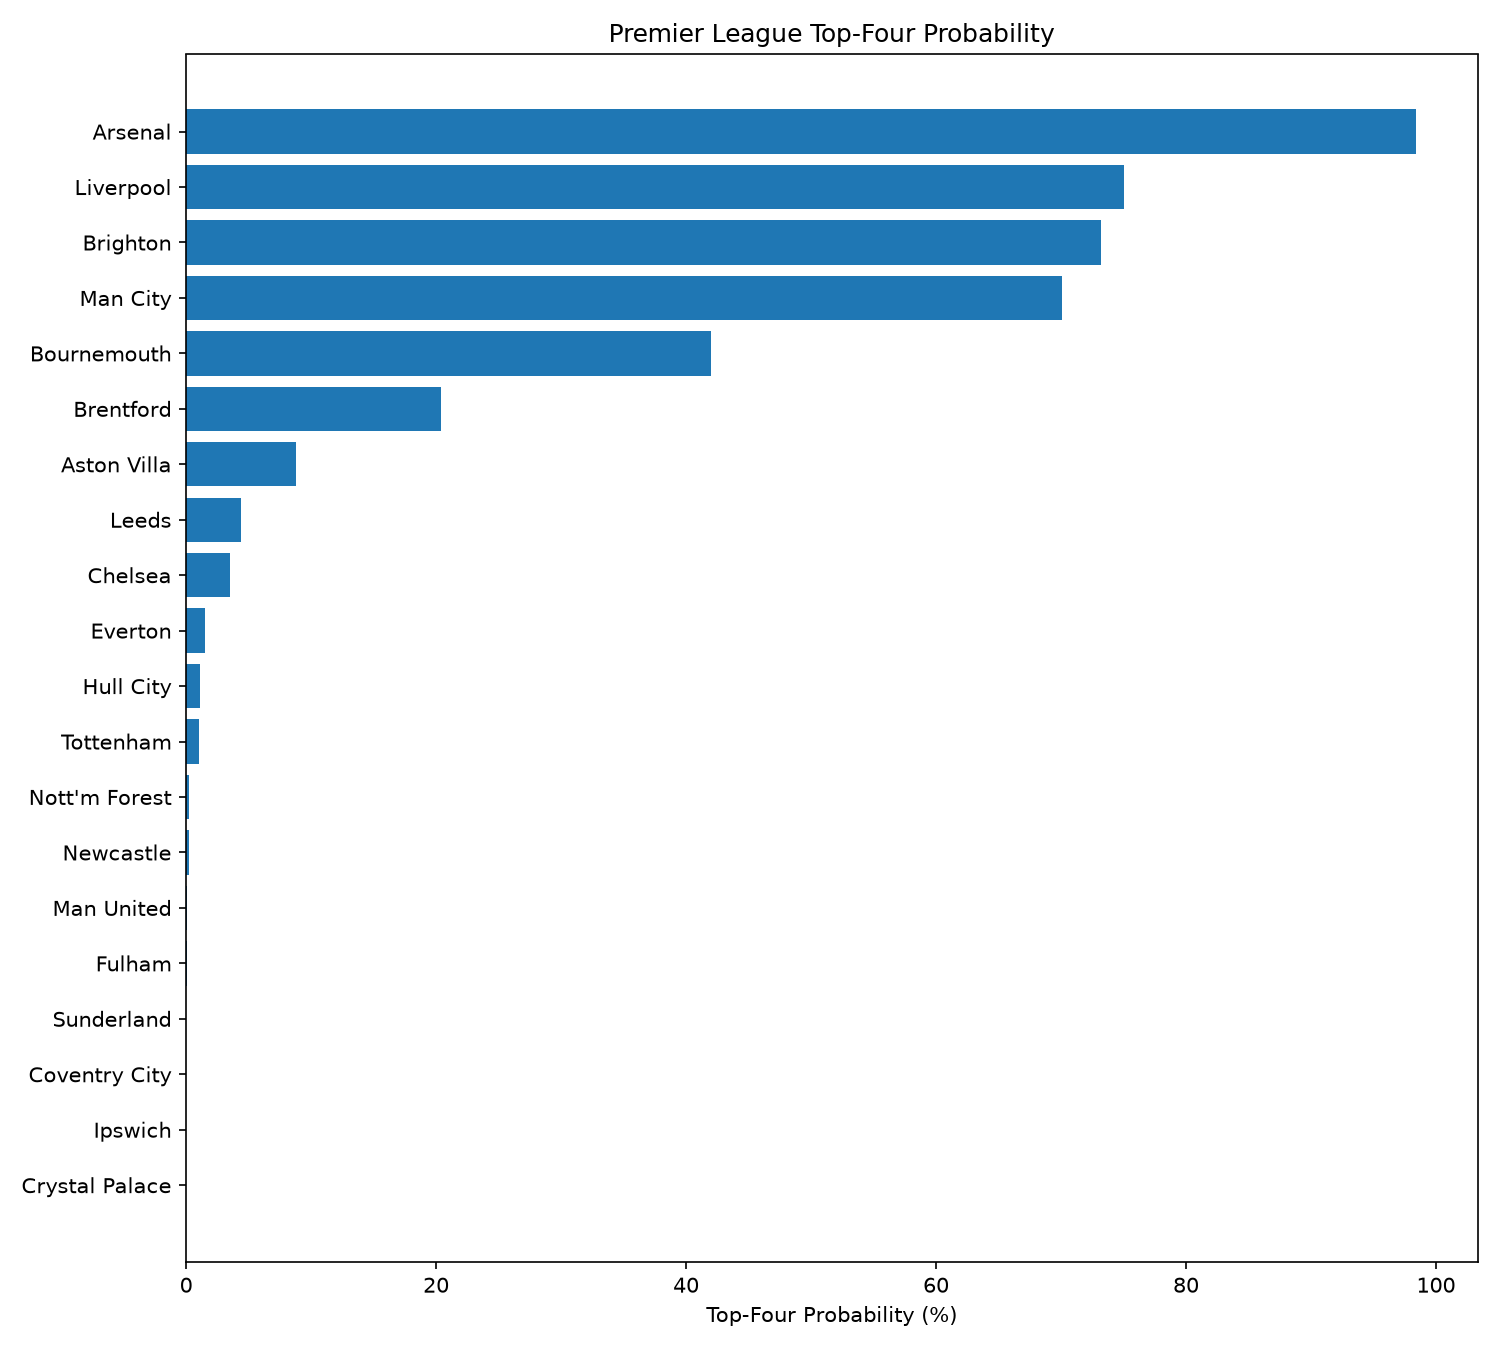 Premier League Top-Four Probability
Arsenal
Liverpool
Brighton
Man City
Bournemouth
Brentford
Aston Villa
Leeds
Chelsea
Everton
Hull City
Tottenham
Nott'm Forest
Newcastle
Man United
Fulham
Sunderland
Coventry City
Ipswich
Crystal Palace
0 20 40 60 80 100
Top-Four Probability (%)